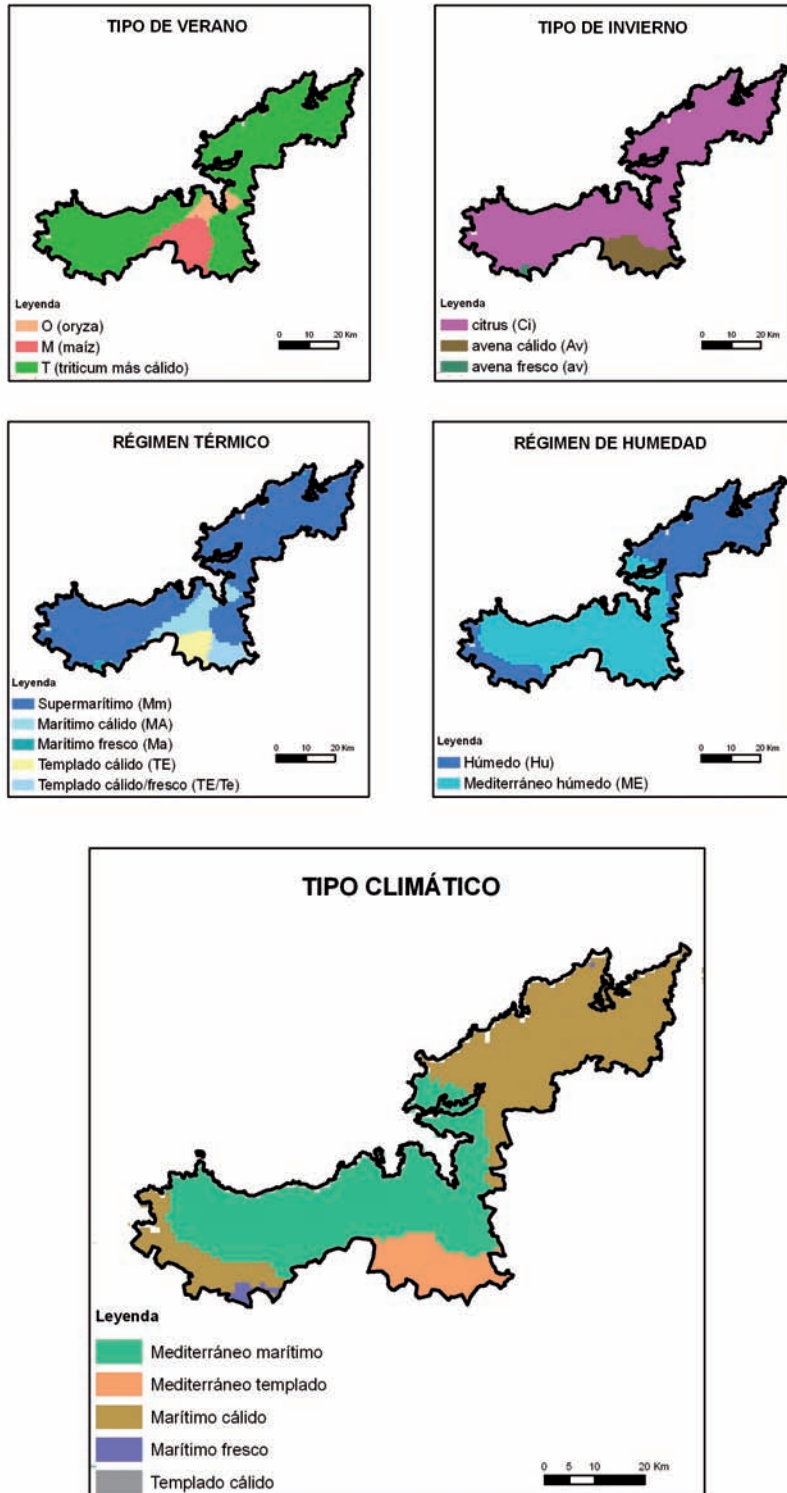 TIPO DE VERANO
Leyenda
O (oryza)
M (maíz)
T (triticum más cálido)
0 10 20 Km
TIPO DE INVIERNO
Leyenda
citrus (Ci)
avena cálido (Av)
avena fresco (av)
0 10 20 Km
RÉGIMEN TÉRMICO
Leyenda
Supermarítimo (Mm)
Marítimo cálido (MA)
Marítimo fresco (Ma)
Templado cálido (TE)
Templado cálido/fresco (TE/Te)
0 10 20 Km
RÉGIMEN DE HUMEDAD
Leyenda
Húmedo (Hu)
Mediterráneo húmedo (ME)
0 10 20 Km
TIPO CLIMÁTICO
Leyenda
Mediterráneo marítimo
Mediterráneo templado
Marítimo cálido
Marítimo fresco
Templado cálido
0 5 10 20 Km